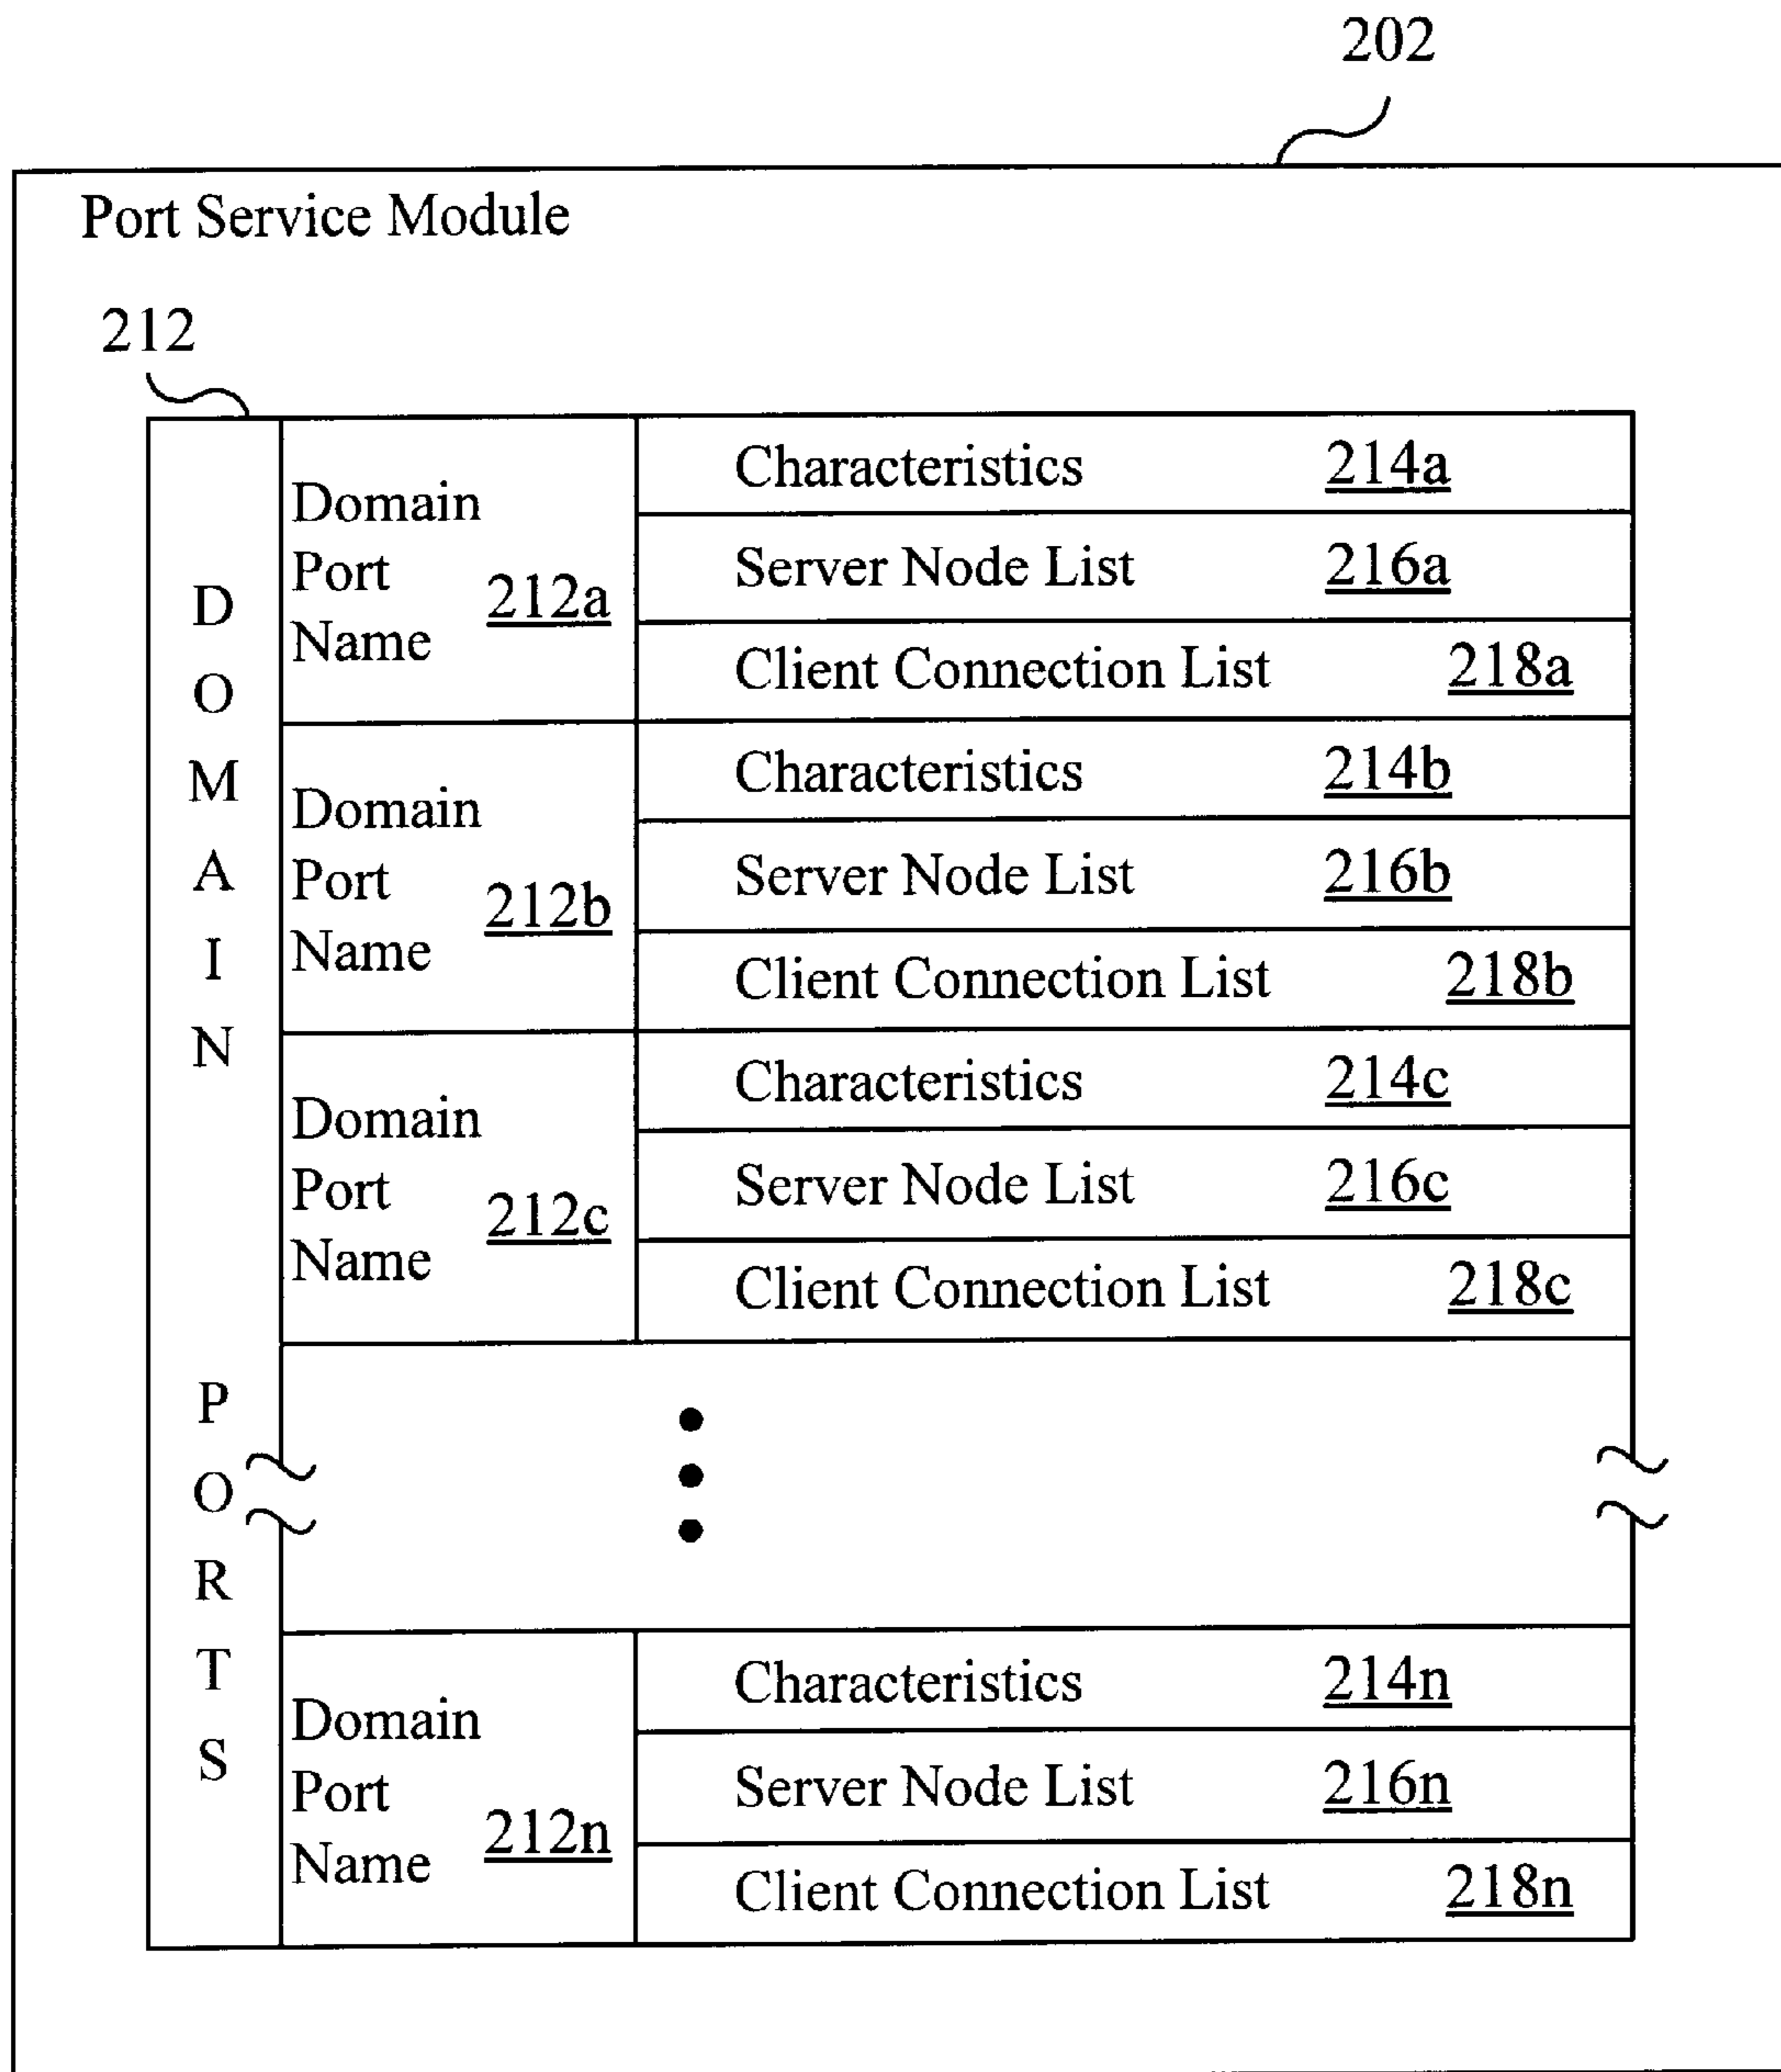 202
Port Service Module
212
DOMAIN PORTS
Domain
Port
Name 212a
Characteristics 214a
Server Node List 216a
Client Connection List 218a
Domain
Port
Name 212b
Characteristics 214b
Server Node List 216b
Client Connection List 218b
Domain
Port
Name 212c
Characteristics 214c
Server Node List 216c
Client Connection List 218c
Domain
Port
Name 212n
Characteristics 214n
Server Node List 216n
Client Connection List 218n